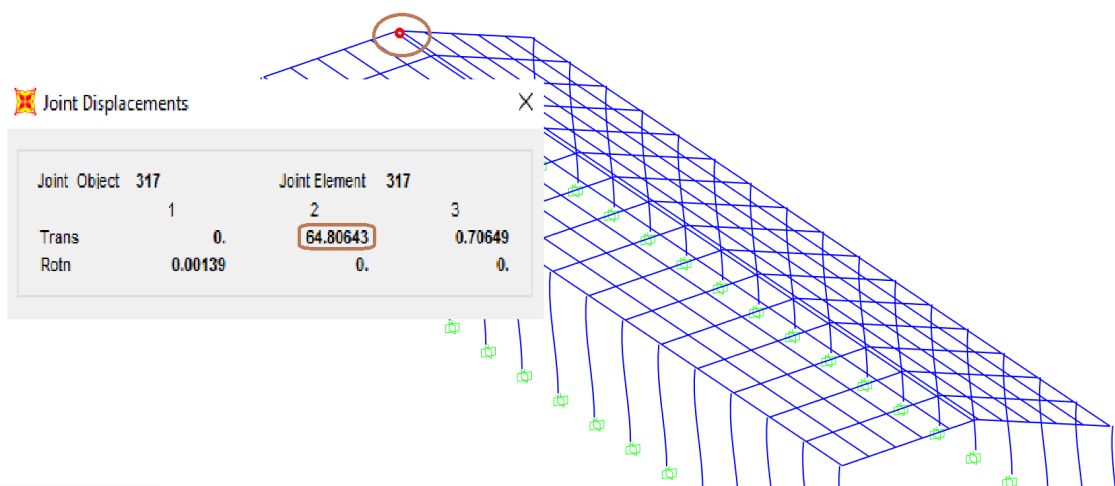 Joint Displacements
Joint Object 317 Joint Element 317
1 2 3
Trans 0. 64.80643 0.70649
Rotn 0.00139 0. 0.